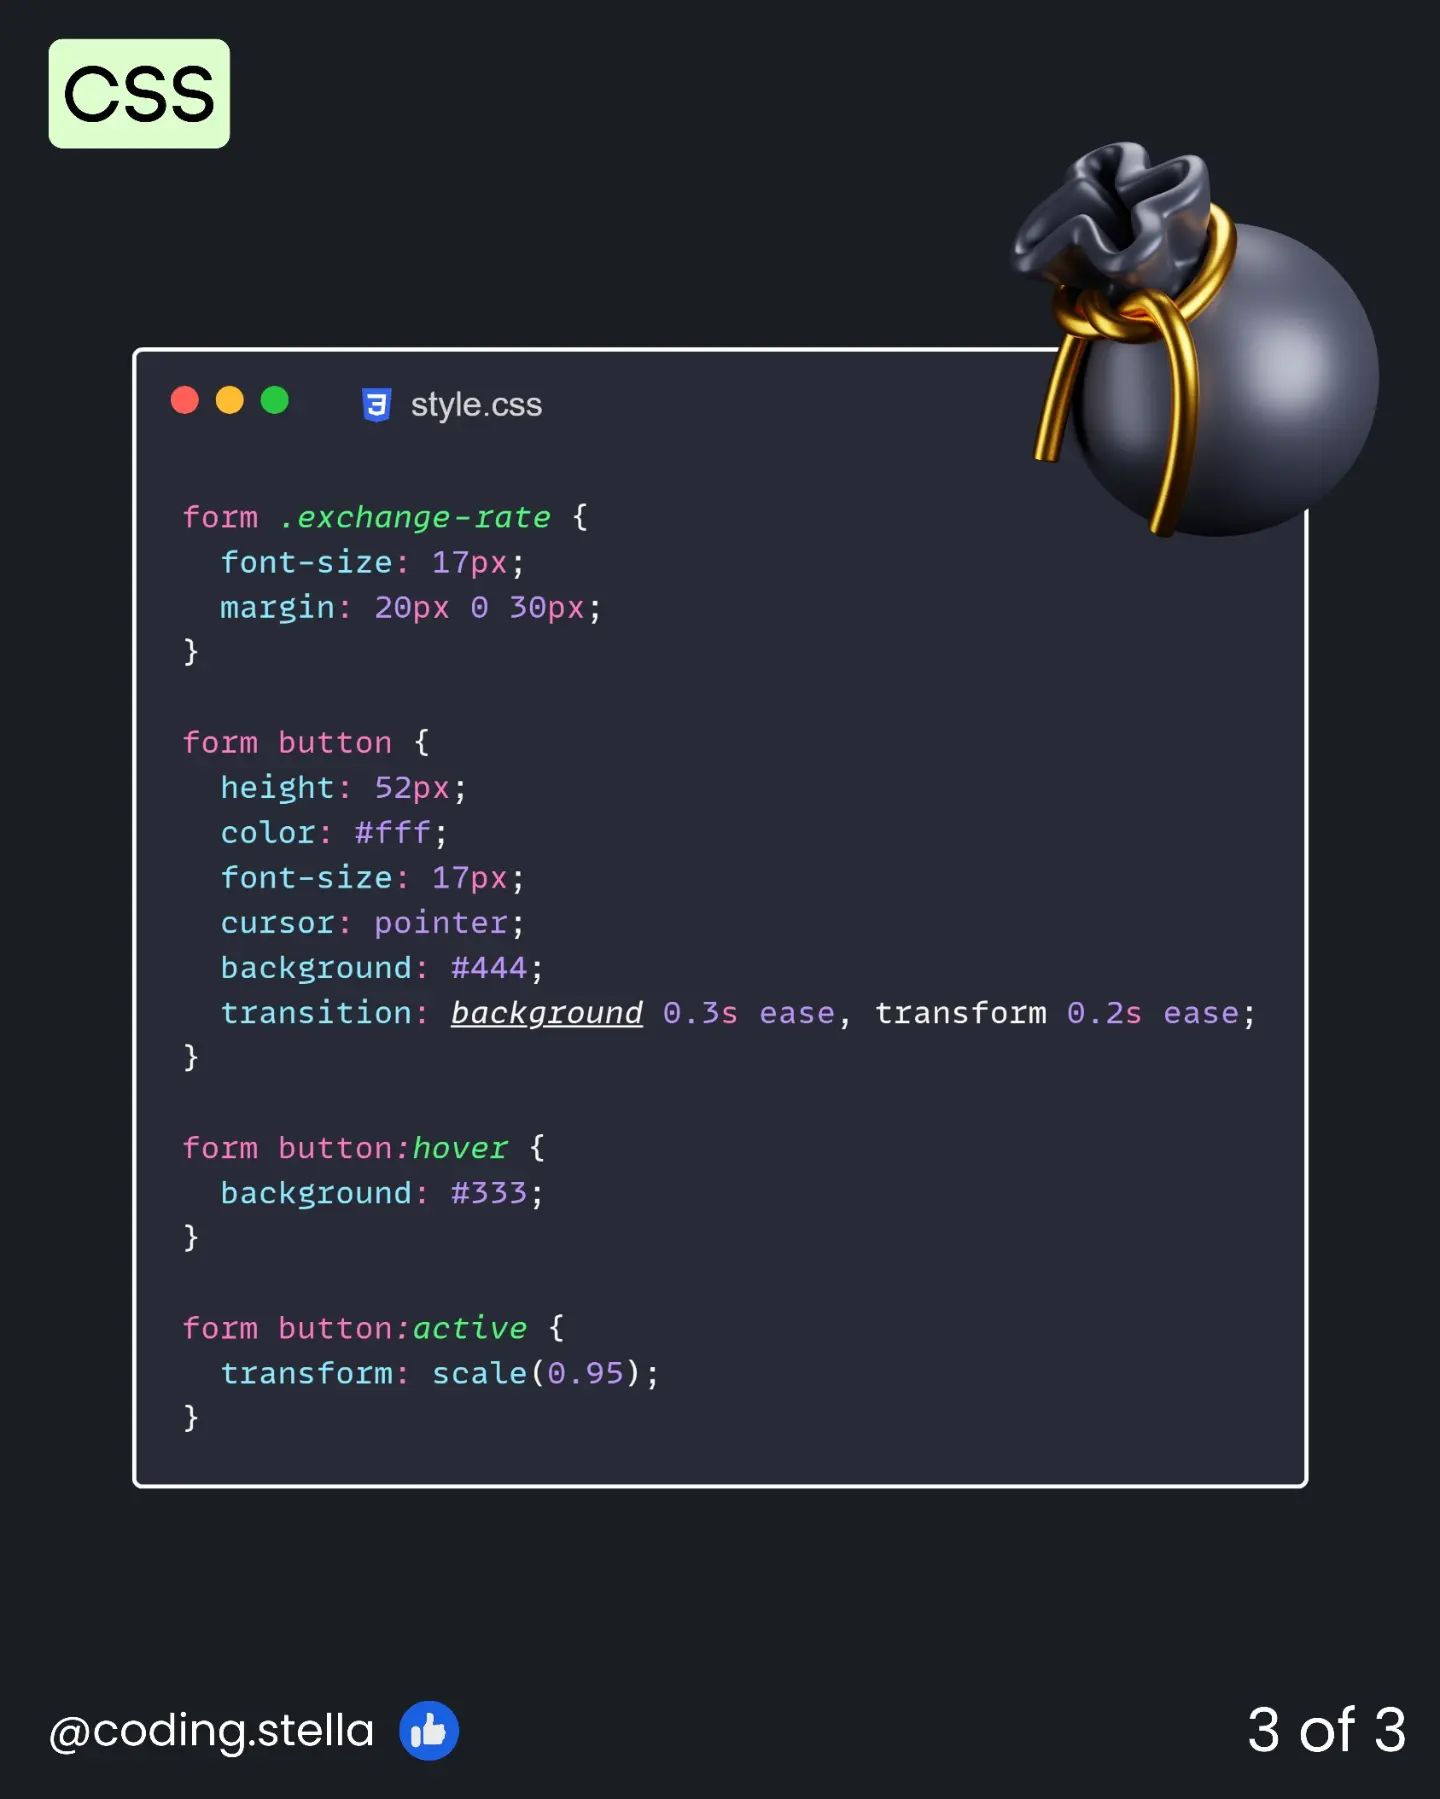 CSS
style.css
form .exchange-rate {
  font-size: 17px;
  margin: 20px 0 30px;
}

form button {
  height: 52px;
  color: #fff;
  font-size: 17px;
  cursor: pointer;
  background: #444;
  transition: background 0.3s ease, transform 0.2s ease;
}

form button:hover {
  background: #333;
}

form button:active {
  transform: scale(0.95);
}
@coding.stella
3 of 3